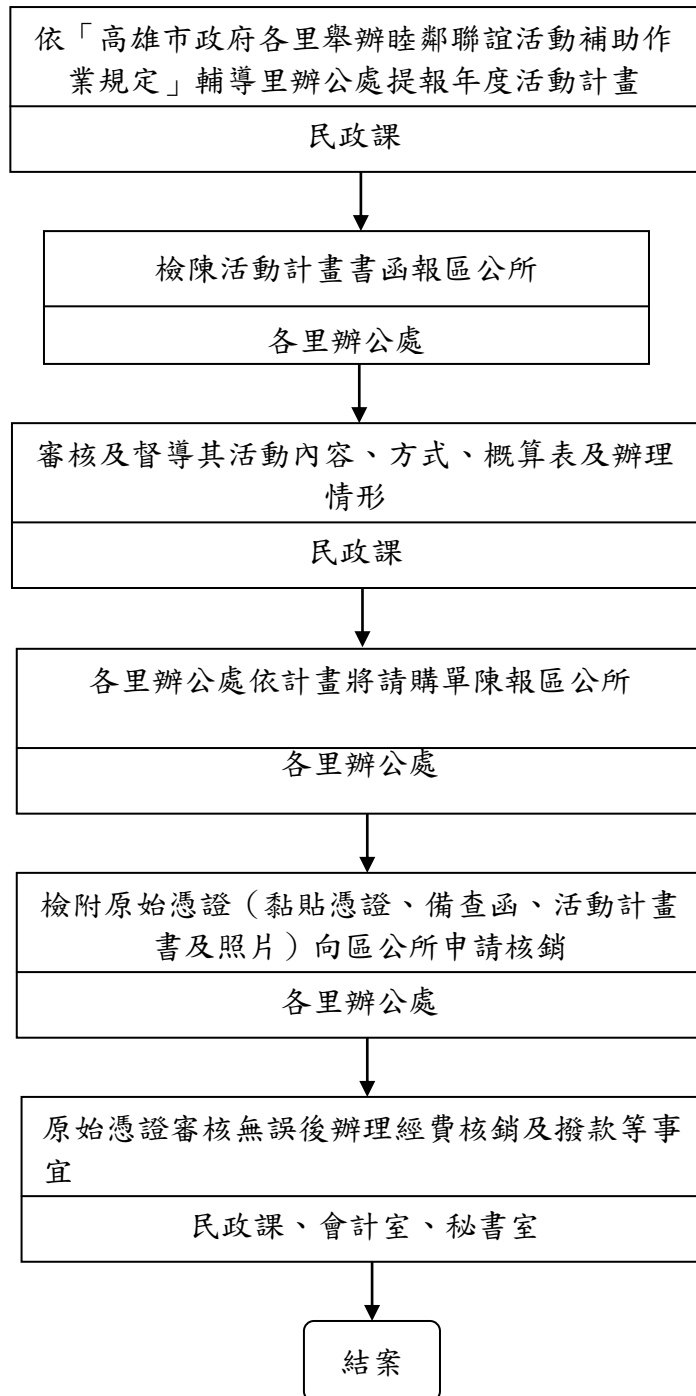 依「高雄市政府各里舉辦睦鄰聯誼活動補助作
業規定」輔導里辦公處提報年度活動計畫
民政課
檢陳活動計畫書函報區公所
各里辦公處
審核及督導其活動內容、方式、概算表及辦理
情形
民政課
各里辦公處依計畫將請購單陳報區公所
各里辦公處
檢附原始憑證（黏貼憑證、備查函、活動計畫
書及照片）向區公所申請核銷
各里辦公處
原始憑證審核無誤後辦理經費核銷及撥款等事
宜
民政課、會計室、秘書室
結案